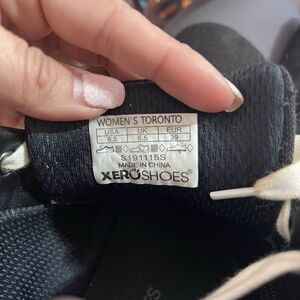 WOMEN'S TORONTO
USA UK EUR
8.5 6.5 39
S191115S
MADE IN CHINA
XEROSHOES®